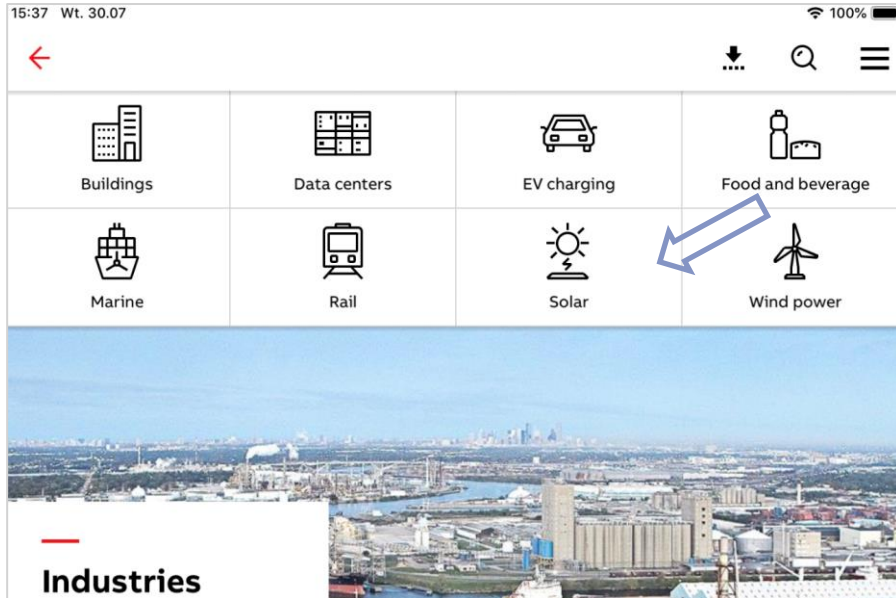 15:37 Wt. 30.07 100%
Buildings Data centers EV charging Food and beverage
Marine Rail Solar Wind power
Industries